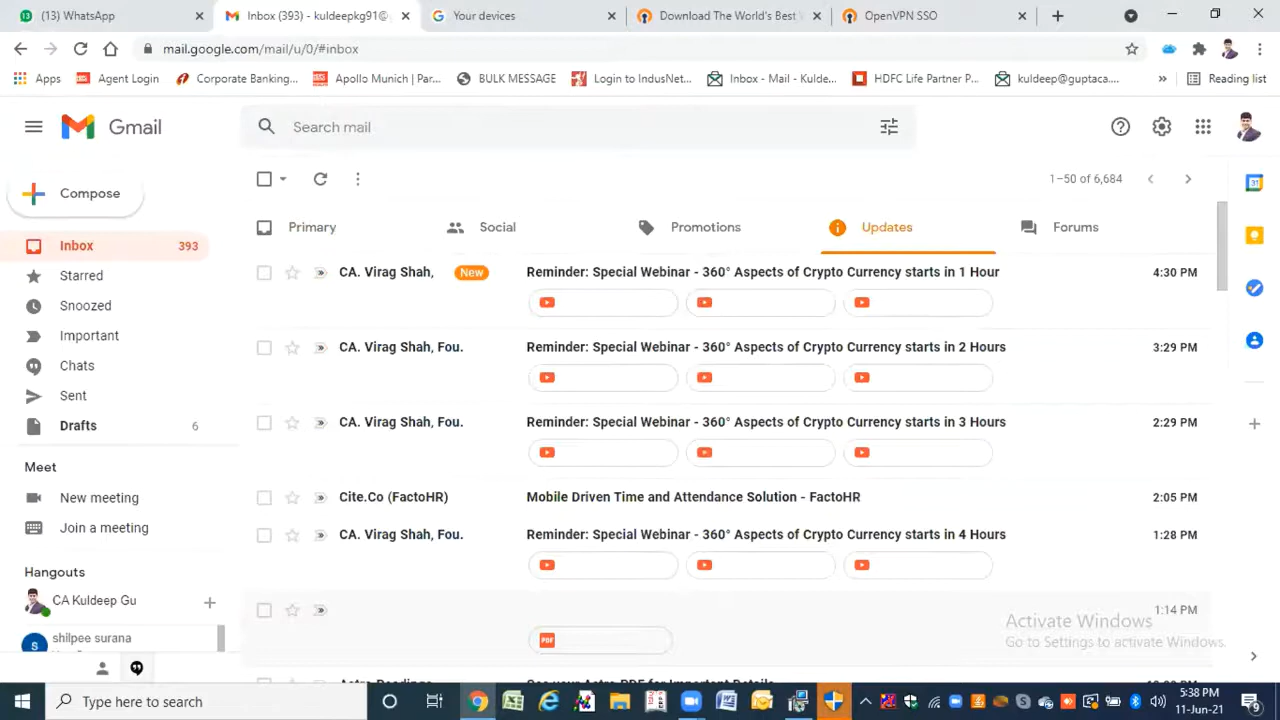 (13) WhatsApp
Inbox (393) - kuldeepkg91@
Your devices
Download The World's Best
OpenVPN SSO
mail.google.com/mail/u/0/#inbox
Apps
Agent Login
Corporate Banking...
Apollo Munich | Par...
BULK MESSAGE
Login to IndusNet...
Inbox - Mail - Kulde...
HDFC Life Partner P...
kuldeep@guptaca....
»
Reading list
Gmail
Search mail
Compose
1–50 of 6,684
Primary
Social
Promotions
Updates
Forums
Inbox 393
Starred
Snoozed
Important
Chats
Sent
Drafts 6
Meet
New meeting
Join a meeting
Hangouts
CA Kuldeep Gu
shilpee surana
CA. Virag Shah, New Reminder: Special Webinar - 360° Aspects of Crypto Currency starts in 1 Hour 4:30 PM
CA. Virag Shah, Fou. Reminder: Special Webinar - 360° Aspects of Crypto Currency starts in 2 Hours 3:29 PM
CA. Virag Shah, Fou. Reminder: Special Webinar - 360° Aspects of Crypto Currency starts in 3 Hours 2:29 PM
Cite.Co (FactoHR) Mobile Driven Time and Attendance Solution - FactoHR 2:05 PM
CA. Virag Shah, Fou. Reminder: Special Webinar - 360° Aspects of Crypto Currency starts in 4 Hours 1:28 PM
1:14 PM
PDF
31
Activate Windows
Go to Settings to activate Windows.
Type here to search
5:38 PM
11-Jun-21
9